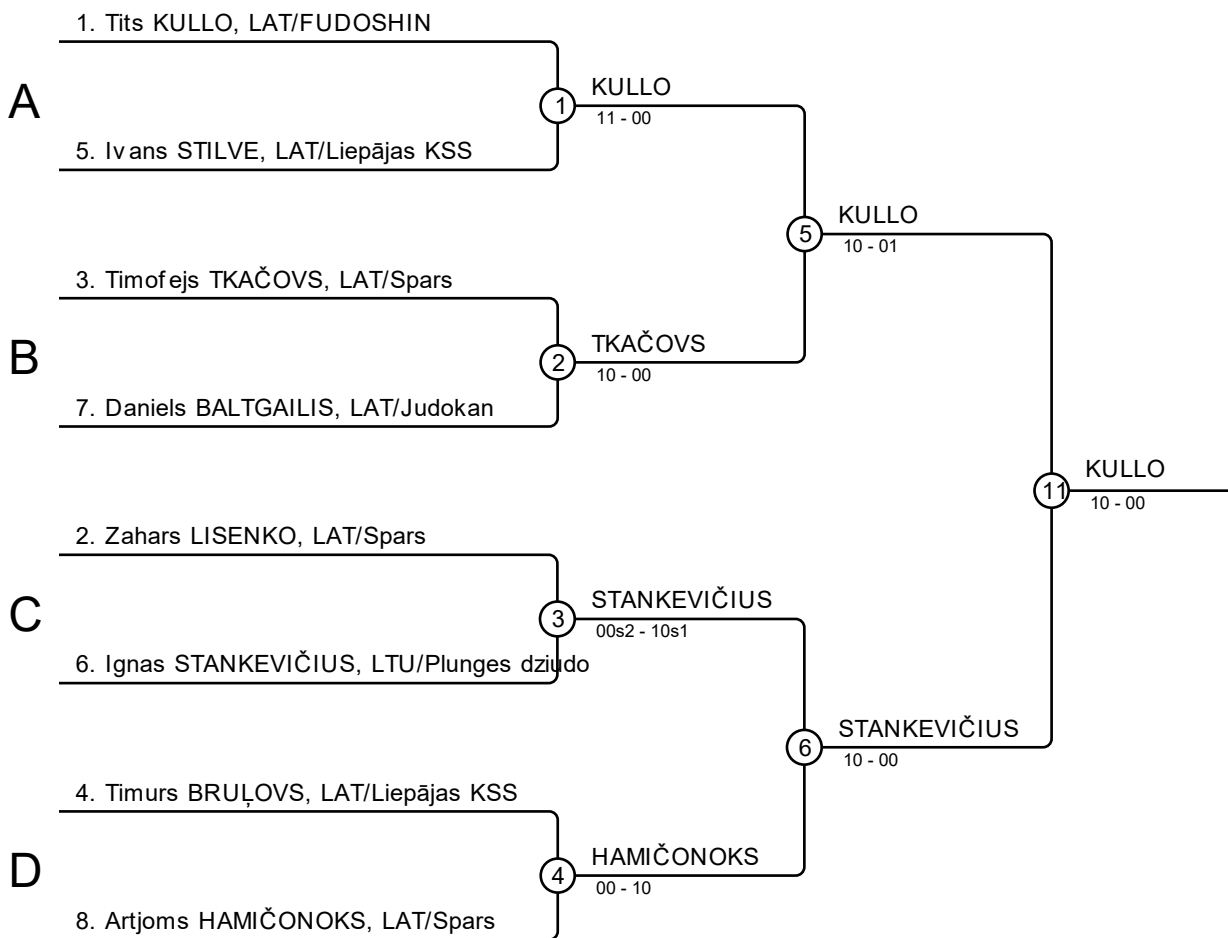 1. Tits KULLO, LAT/FUDOSHIN
A
1
KULLO
11 - 00
5. Ivans STILVE, LAT/Liepājas KSS
5
KULLO
10 - 01
3. Timofejs TKAČOVS, LAT/Spars
B
2
TKAČOVS
10 - 00
7. Daniels BALTGAILIS, LAT/Judokan
11
KULLO
10 - 00
2. Zahars LISENKO, LAT/Spars
C
3
STANKEVIČIUS
00s2 - 10s1
6. Ignas STANKEVIČIUS, LTU/Plunges dziudo
6
STANKEVIČIUS
10 - 00
4. Timurs BRUĻOVS, LAT/Liepājas KSS
D
4
HAMIČONOKS
00 - 10
8. Artjoms HAMIČONOKS, LAT/Spars